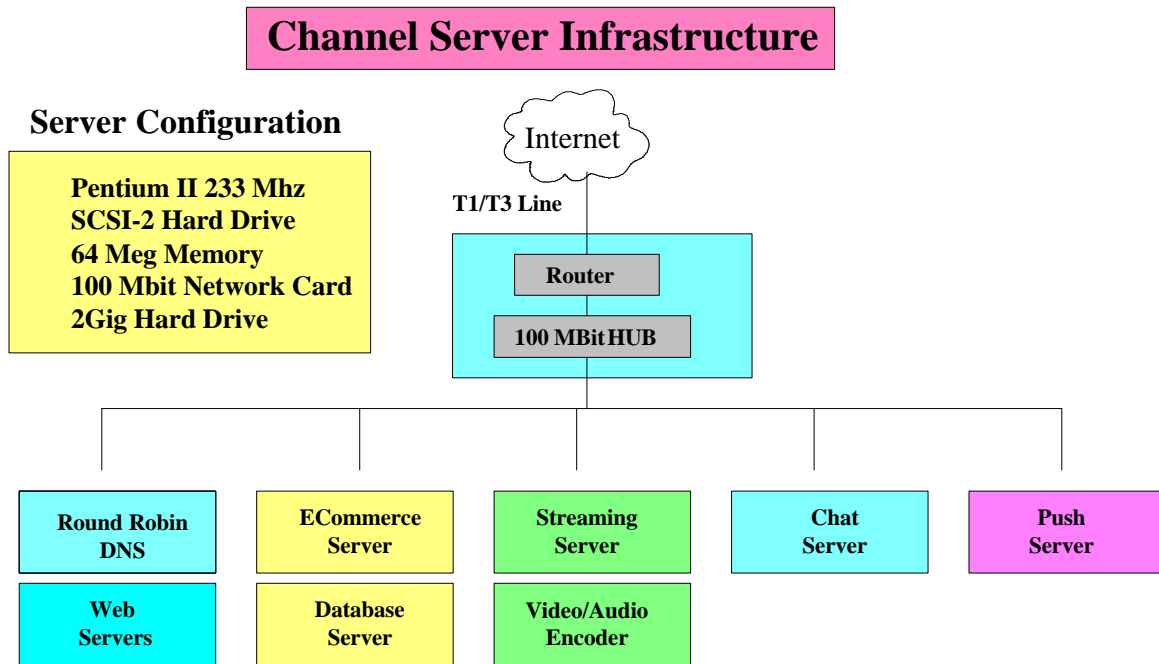 Channel Server Infrastructure
Server Configuration
Pentium II 233 Mhz
SCSI-2 Hard Drive
64 Meg Memory
100 Mbit Network Card
2Gig Hard Drive
Internet
T1/T3 Line
Router
100 MBit HUB
Round Robin
DNS
Web
Servers
ECommerce
Server
Database
Server
Streaming
Server
Video/Audio
Encoder
Chat
Server
Push
Server